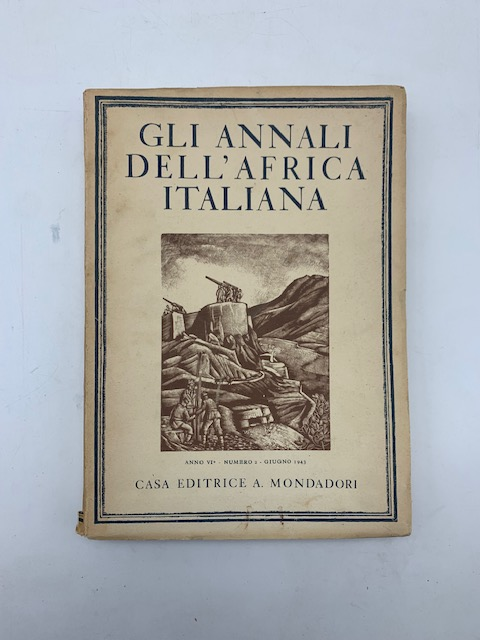 GLI ANNALI
DELL'AFRICA
ITALIANA
ANNO VI° - NUMERO 2 - GIUGNO 1943
CASA EDITRICE A. MONDADORI